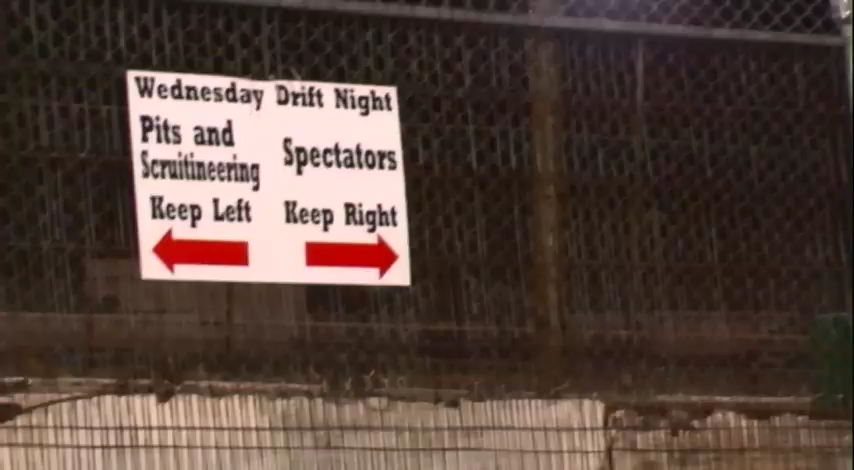 Wednesday Drift Night
Pits and
Scruitineering
Keep Left
Spectators
Keep Right